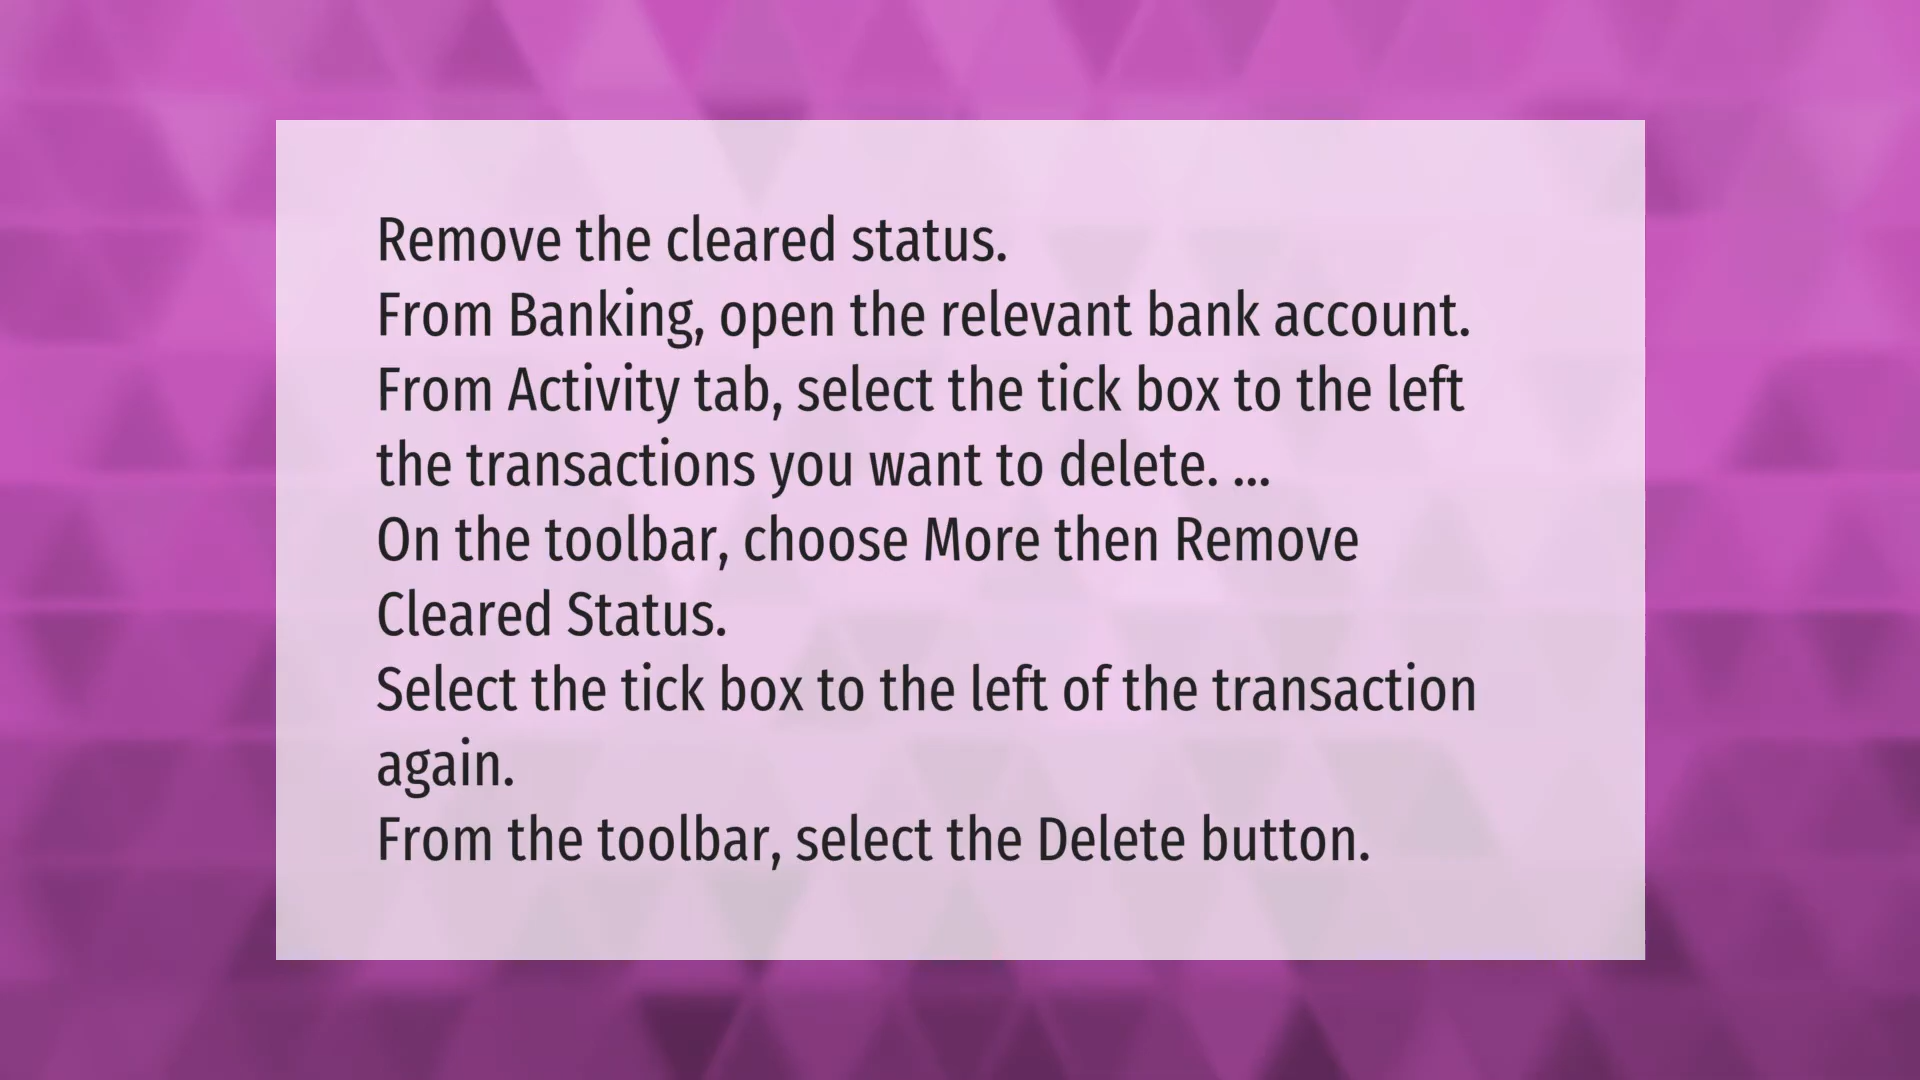 Remove the cleared status.
From Banking, open the relevant bank account.
From Activity tab, select the tick box to the left
the transactions you want to delete. ...
On the toolbar, choose More then Remove
Cleared Status.
Select the tick box to the left of the transaction
again.
From the toolbar, select the Delete button.